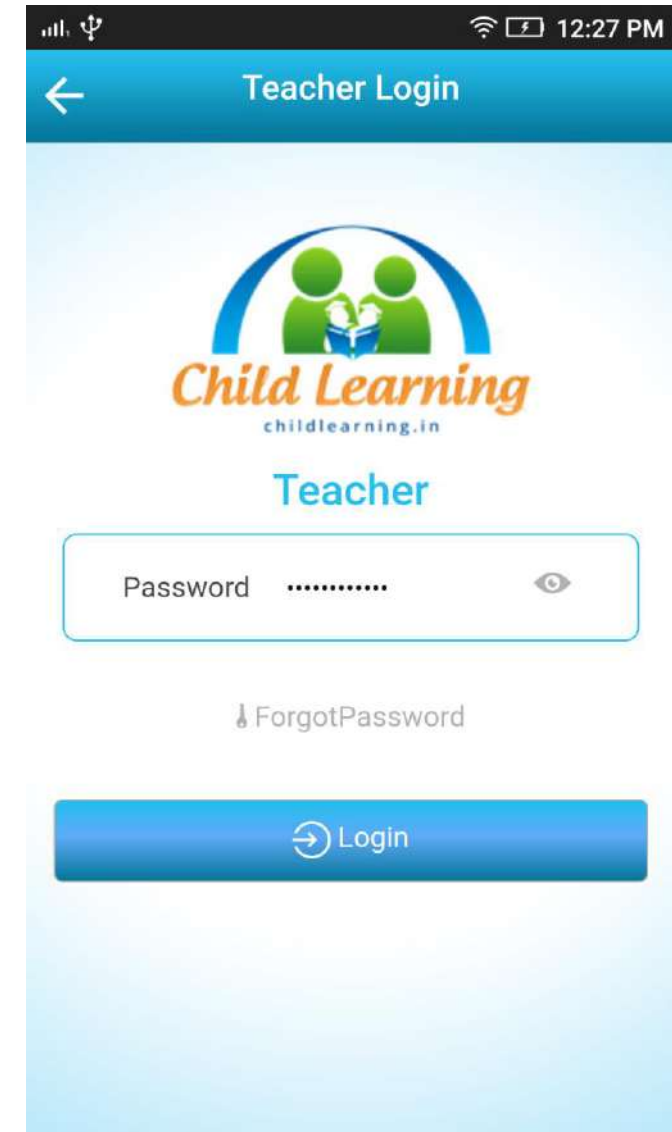 12:27 PM
Teacher Login
Child Learning
childlearning.in
Teacher
Password ••••••••••••
ForgotPassword
Login